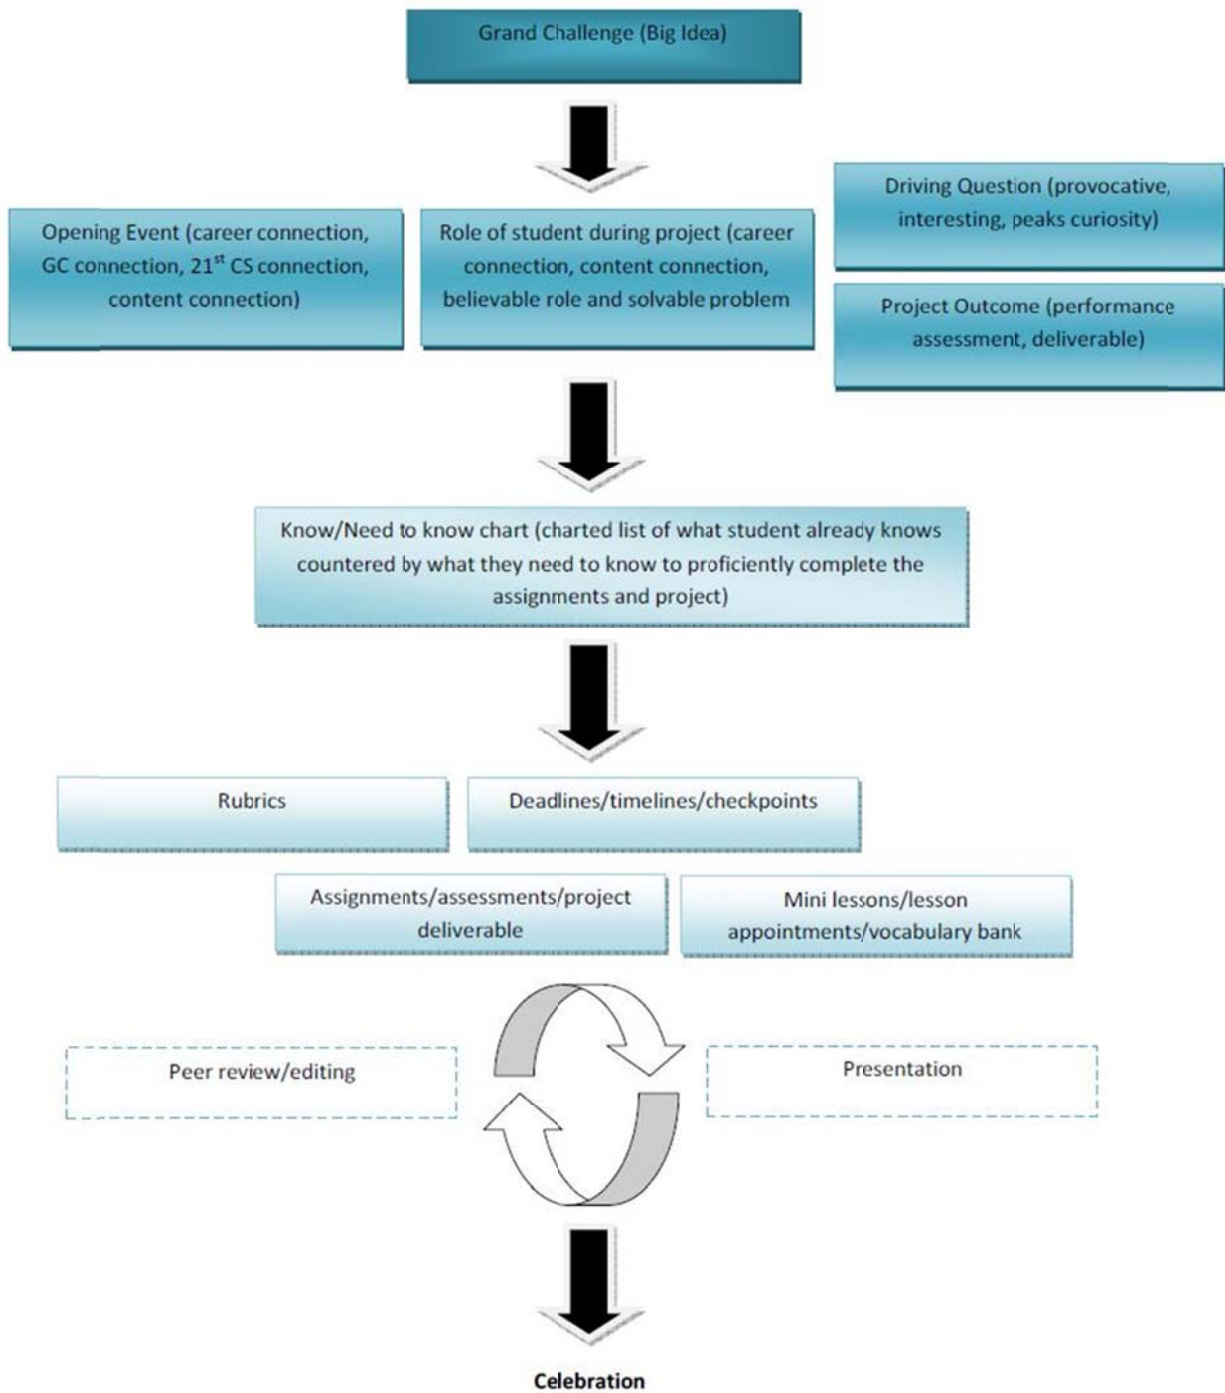 Grand Challenge (Big Idea)
Opening Event (career connection,
GC connection, 21st CS connection,
content connection)
Role of student during project (career
connection, content connection,
believable role and solvable problem
Driving Question (provocative,
interesting, peaks curiosity)
Project Outcome (performance
assessment, deliverable)
Know/Need to know chart (charted list of what student already knows
countered by what they need to know to proficiently complete the
assignments and project)
Rubrics
Deadlines/timelines/checkpoints
Assignments/assessments/project
deliverable
Mini lessons/lesson
appointments/vocabulary bank
Peer review/editing
Presentation
Celebration